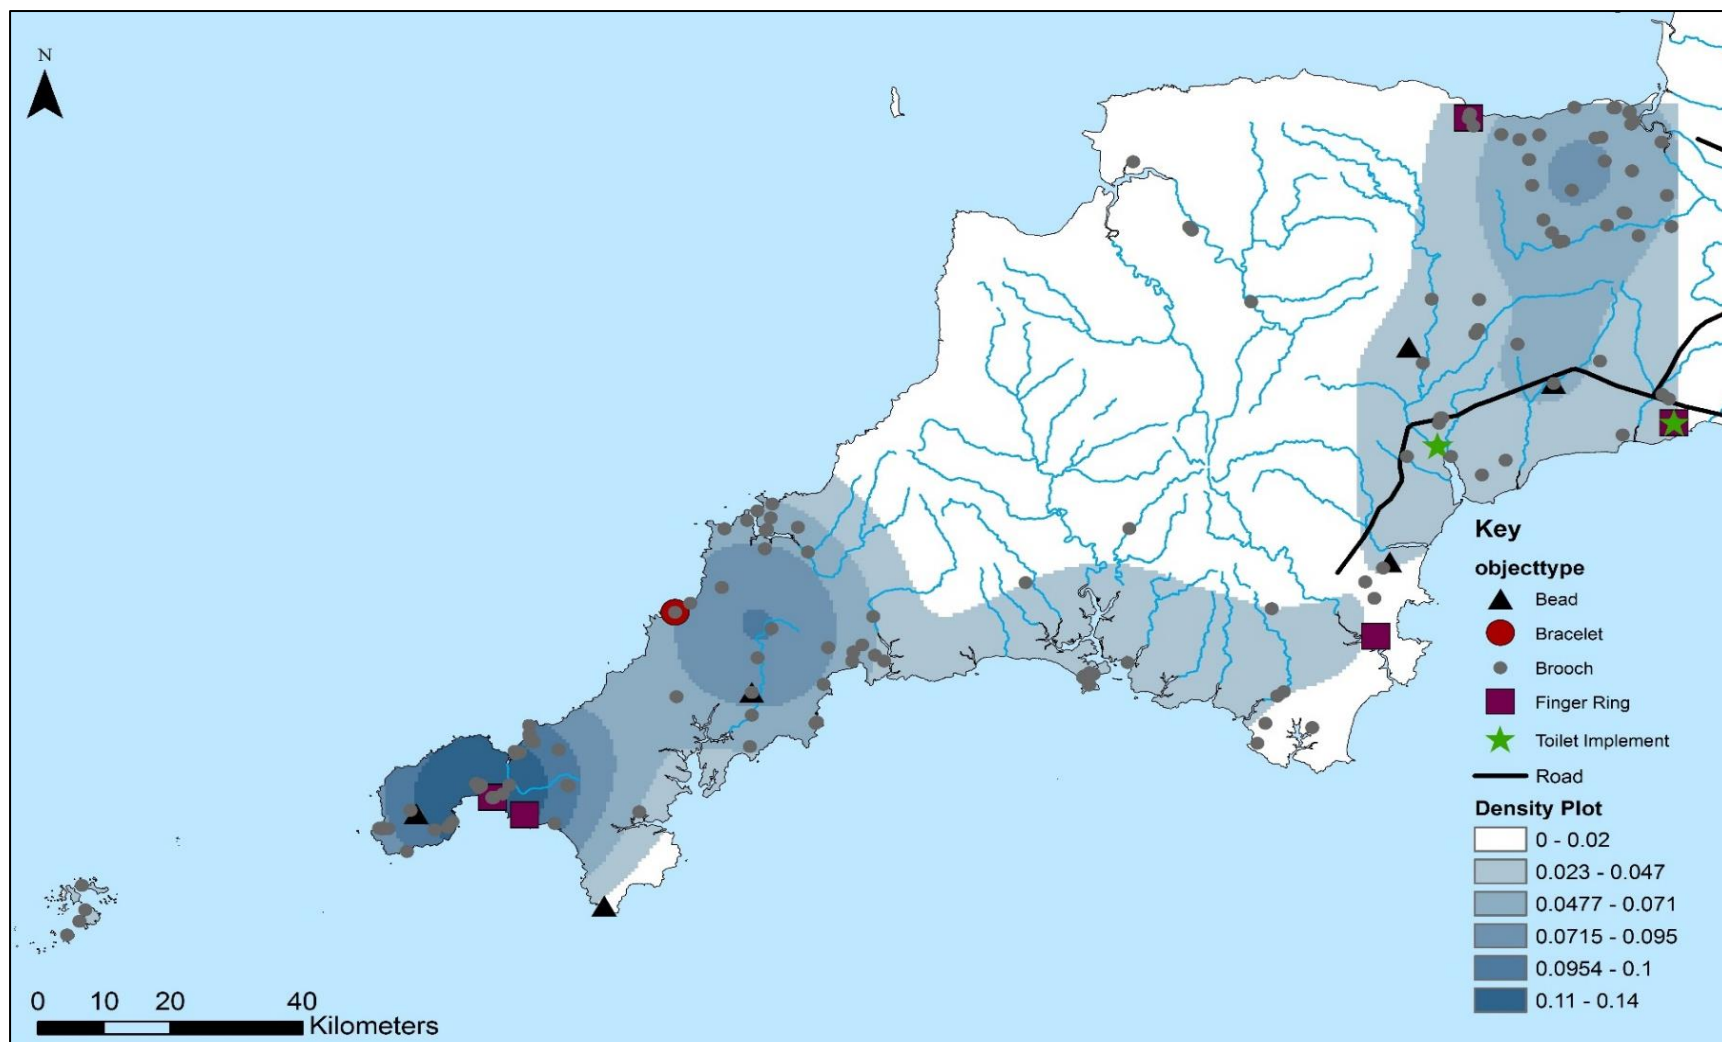 N
Key
objecttype
Bead
Bracelet
Brooch
Finger Ring
Toilet Implement
Road
Density Plot
0 - 0.02
0.023 - 0.047
0.0477 - 0.071
0.0715 - 0.095
0.0954 - 0.1
0.11 - 0.14
0 10 20 40
Kilometers